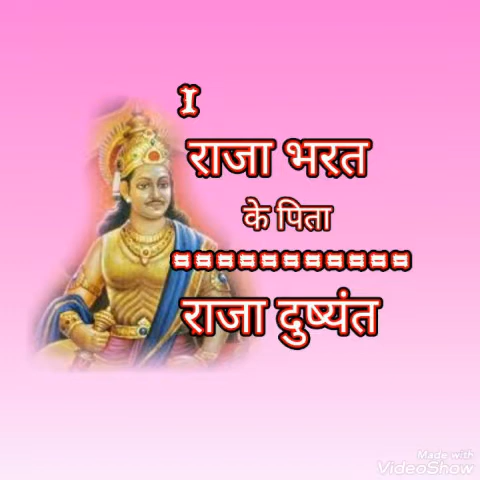 I
राजा भरत
के पिता
===========
राजा दुष्यंत
Made with
VideoShow